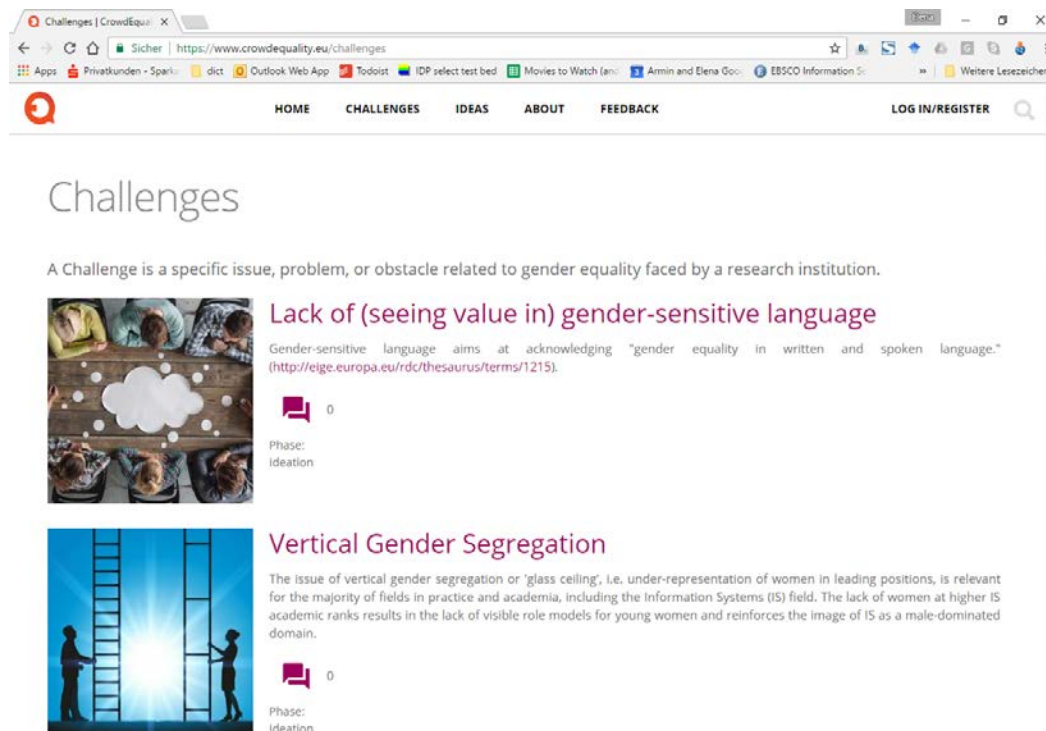 Challenges | CrowdEqual
Elena
Sicher | https://www.crowdequality.eu/challenges
Apps Privatkunden - Sparka dict Outlook Web App Todoist IDP select test bed Movies to Watch (and Armin and Elena Goo EBSCO Information Se » Weitere Lesezeichen
HOME CHALLENGES IDEAS ABOUT FEEDBACK LOG IN/REGISTER
Challenges
A Challenge is a specific issue, problem, or obstacle related to gender equality faced by a research institution.
Lack of (seeing value in) gender-sensitive language
Gender-sensitive language aims at acknowledging "gender equality in written and spoken language."
(http://eige.europa.eu/rdc/thesaurus/terms/1215).
0
Phase:
ideation
Vertical Gender Segregation
The issue of vertical gender segregation or 'glass ceiling', i.e. under-representation of women in leading positions, is relevant
for the majority of fields in practice and academia, including the Information Systems (IS) field. The lack of women at higher IS
academic ranks results in the lack of visible role models for young women and reinforces the image of IS as a male-dominated
domain.
0
Phase:
ideation